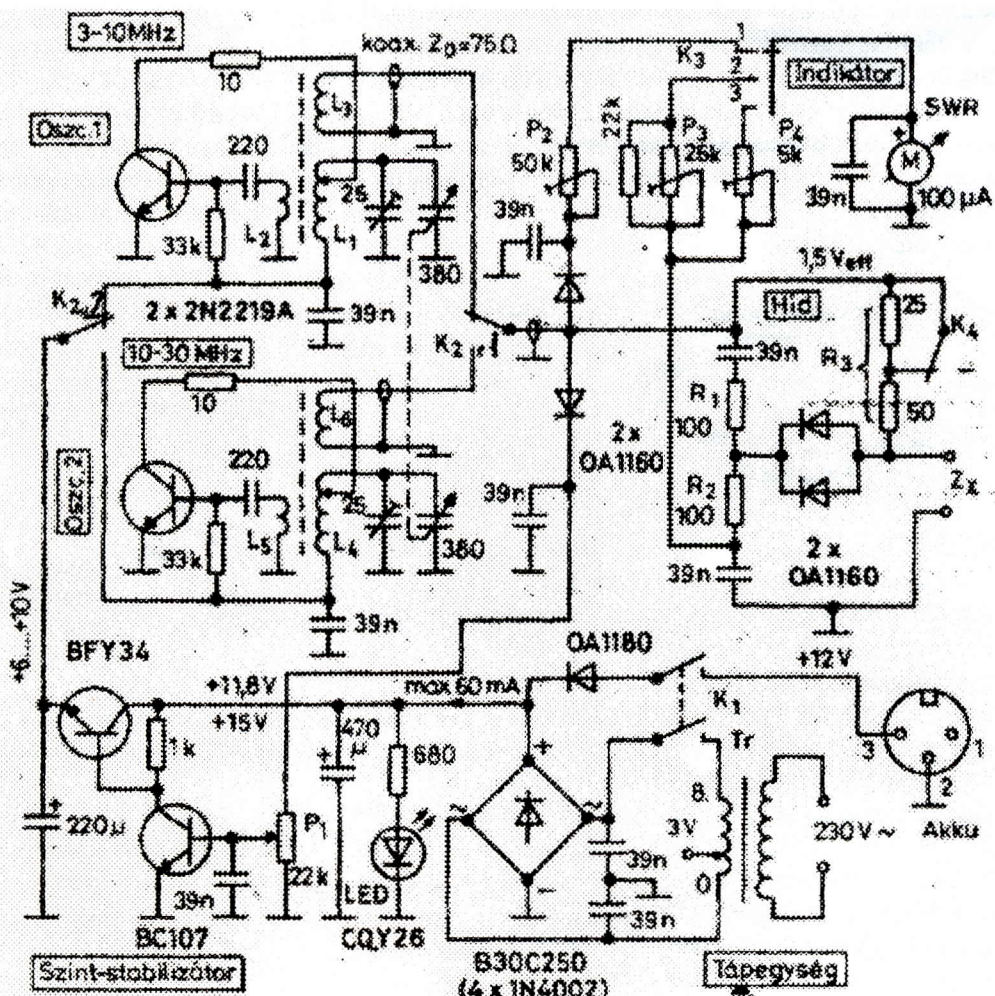 3-10MHz
10
Oszc.1
220
33k
L2
L3
L1
25
380
koax. Z0=75Ω
K2
2 x 2N2219A
39n
10-30 MHz
10
Oszc.2
220
33k
L5
L6
L4
25
380
39n
K2
P2
50k
39n
22k
P3
25k
K3
1
2
3
P4
5k
Indikátor
SWR
+
M
39n
100 µA
1,5 Veff
Híd
25
K4
R3
50
39n
R1
100
R2
100
39n
Zx
2 x
OA1160
2 x
OA1160
39n
+6....+10V
BFY34
+11,8V
+15V
max 60 mA
1k
+
220µ
39n
BC107
P1
22k
+
470
µ
680
LED
CQY26
OA1180
K1
+12V
+
~
~
−
39n
39n
B30C250
(4 x 1N4002)
Tr
8
3V
0
230V~
3
1
2
Akku
Szint-stabilizátor
Tápegység